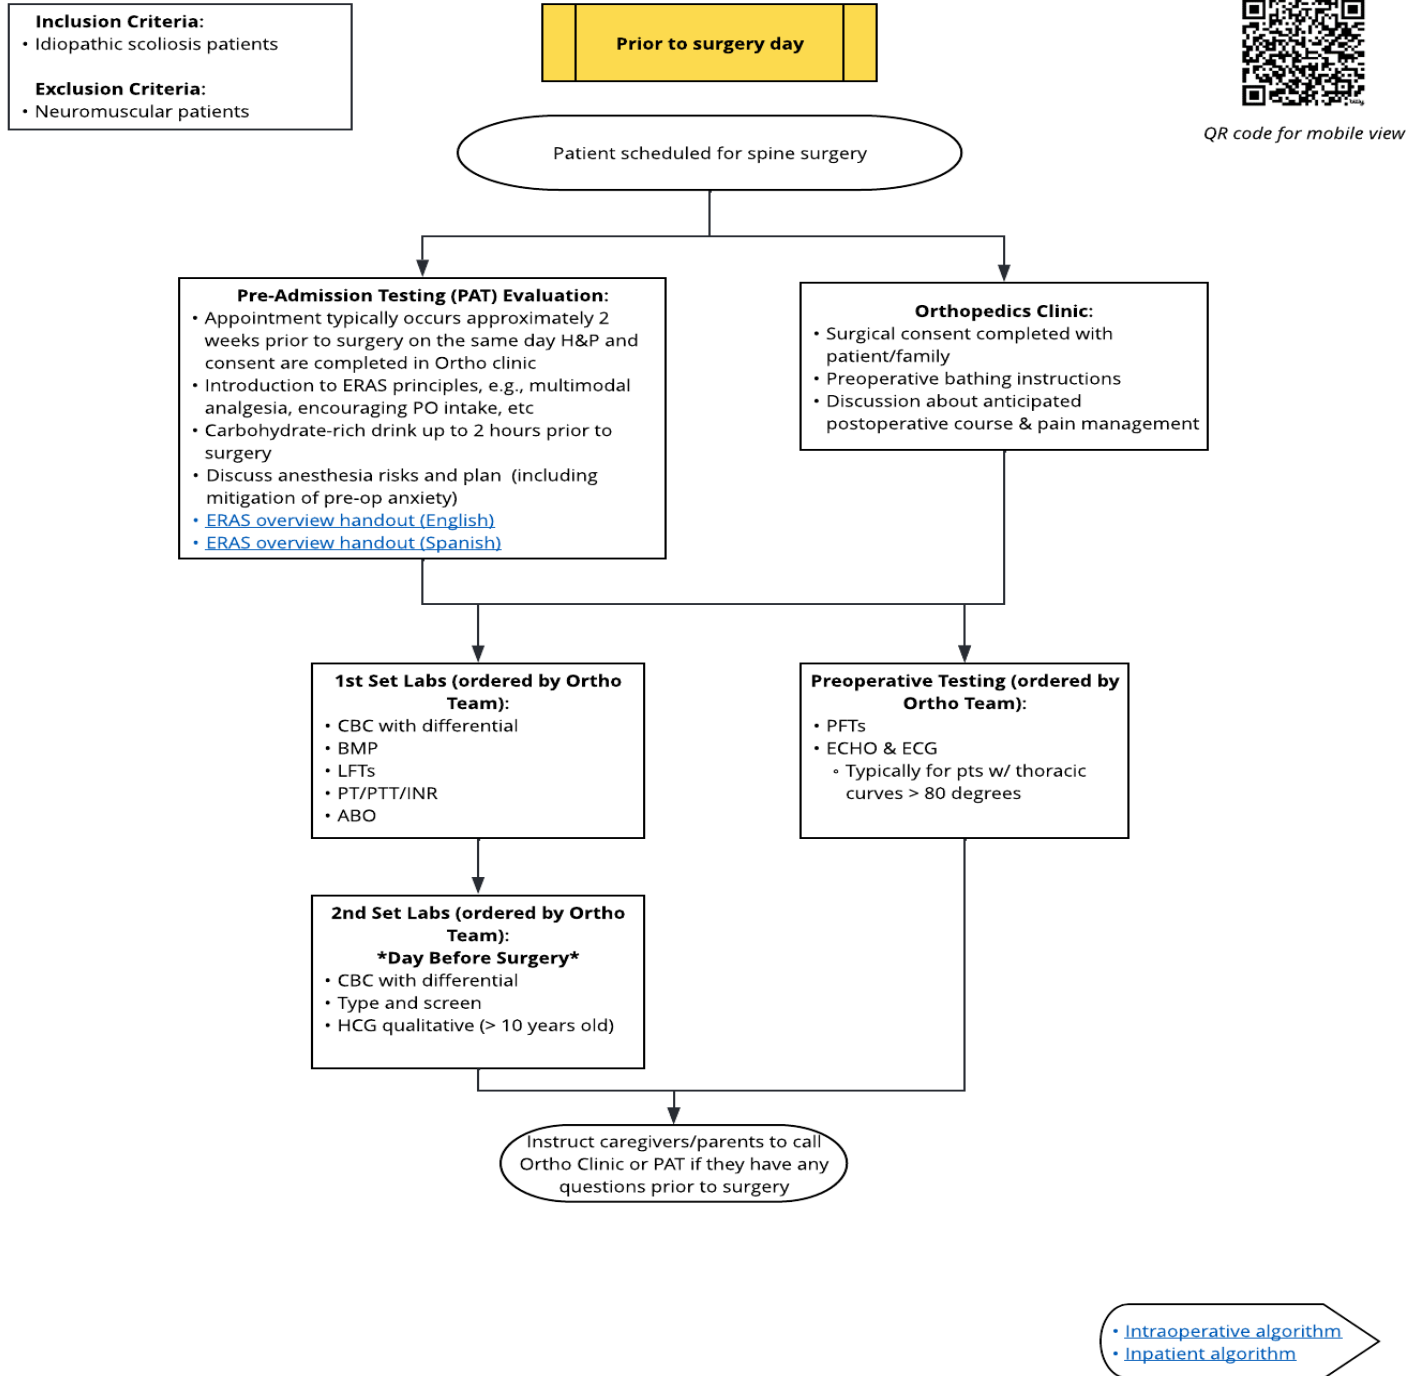 Inclusion Criteria:
• Idiopathic scoliosis patients
Exclusion Criteria:
• Neuromuscular patients
Prior to surgery day
QR code for mobile view
Patient scheduled for spine surgery
Pre-Admission Testing (PAT) Evaluation:
• Appointment typically occurs approximately 2
weeks prior to surgery on the same day H&P and
consent are completed in Ortho clinic
• Introduction to ERAS principles, e.g., multimodal
analgesia, encouraging PO intake, etc
• Carbohydrate-rich drink up to 2 hours prior to
surgery
• Discuss anesthesia risks and plan (including
mitigation of pre-op anxiety)
• ERAS overview handout (English)
• ERAS overview handout (Spanish)
Orthopedics Clinic:
• Surgical consent completed with
patient/family
• Preoperative bathing instructions
• Discussion about anticipated
postoperative course & pain management
1st Set Labs (ordered by Ortho
Team):
• CBC with differential
• BMP
• LFTs
• PT/PTT/INR
• ABO
Preoperative Testing (ordered by
Ortho Team):
• PFTs
• ECHO & ECG
◦ Typically for pts w/ thoracic
curves > 80 degrees
2nd Set Labs (ordered by Ortho
Team):
*Day Before Surgery*
• CBC with differential
• Type and screen
• HCG qualitative (> 10 years old)
Instruct caregivers/parents to call
Ortho Clinic or PAT if they have any
questions prior to surgery
• Intraoperative algorithm
• Inpatient algorithm